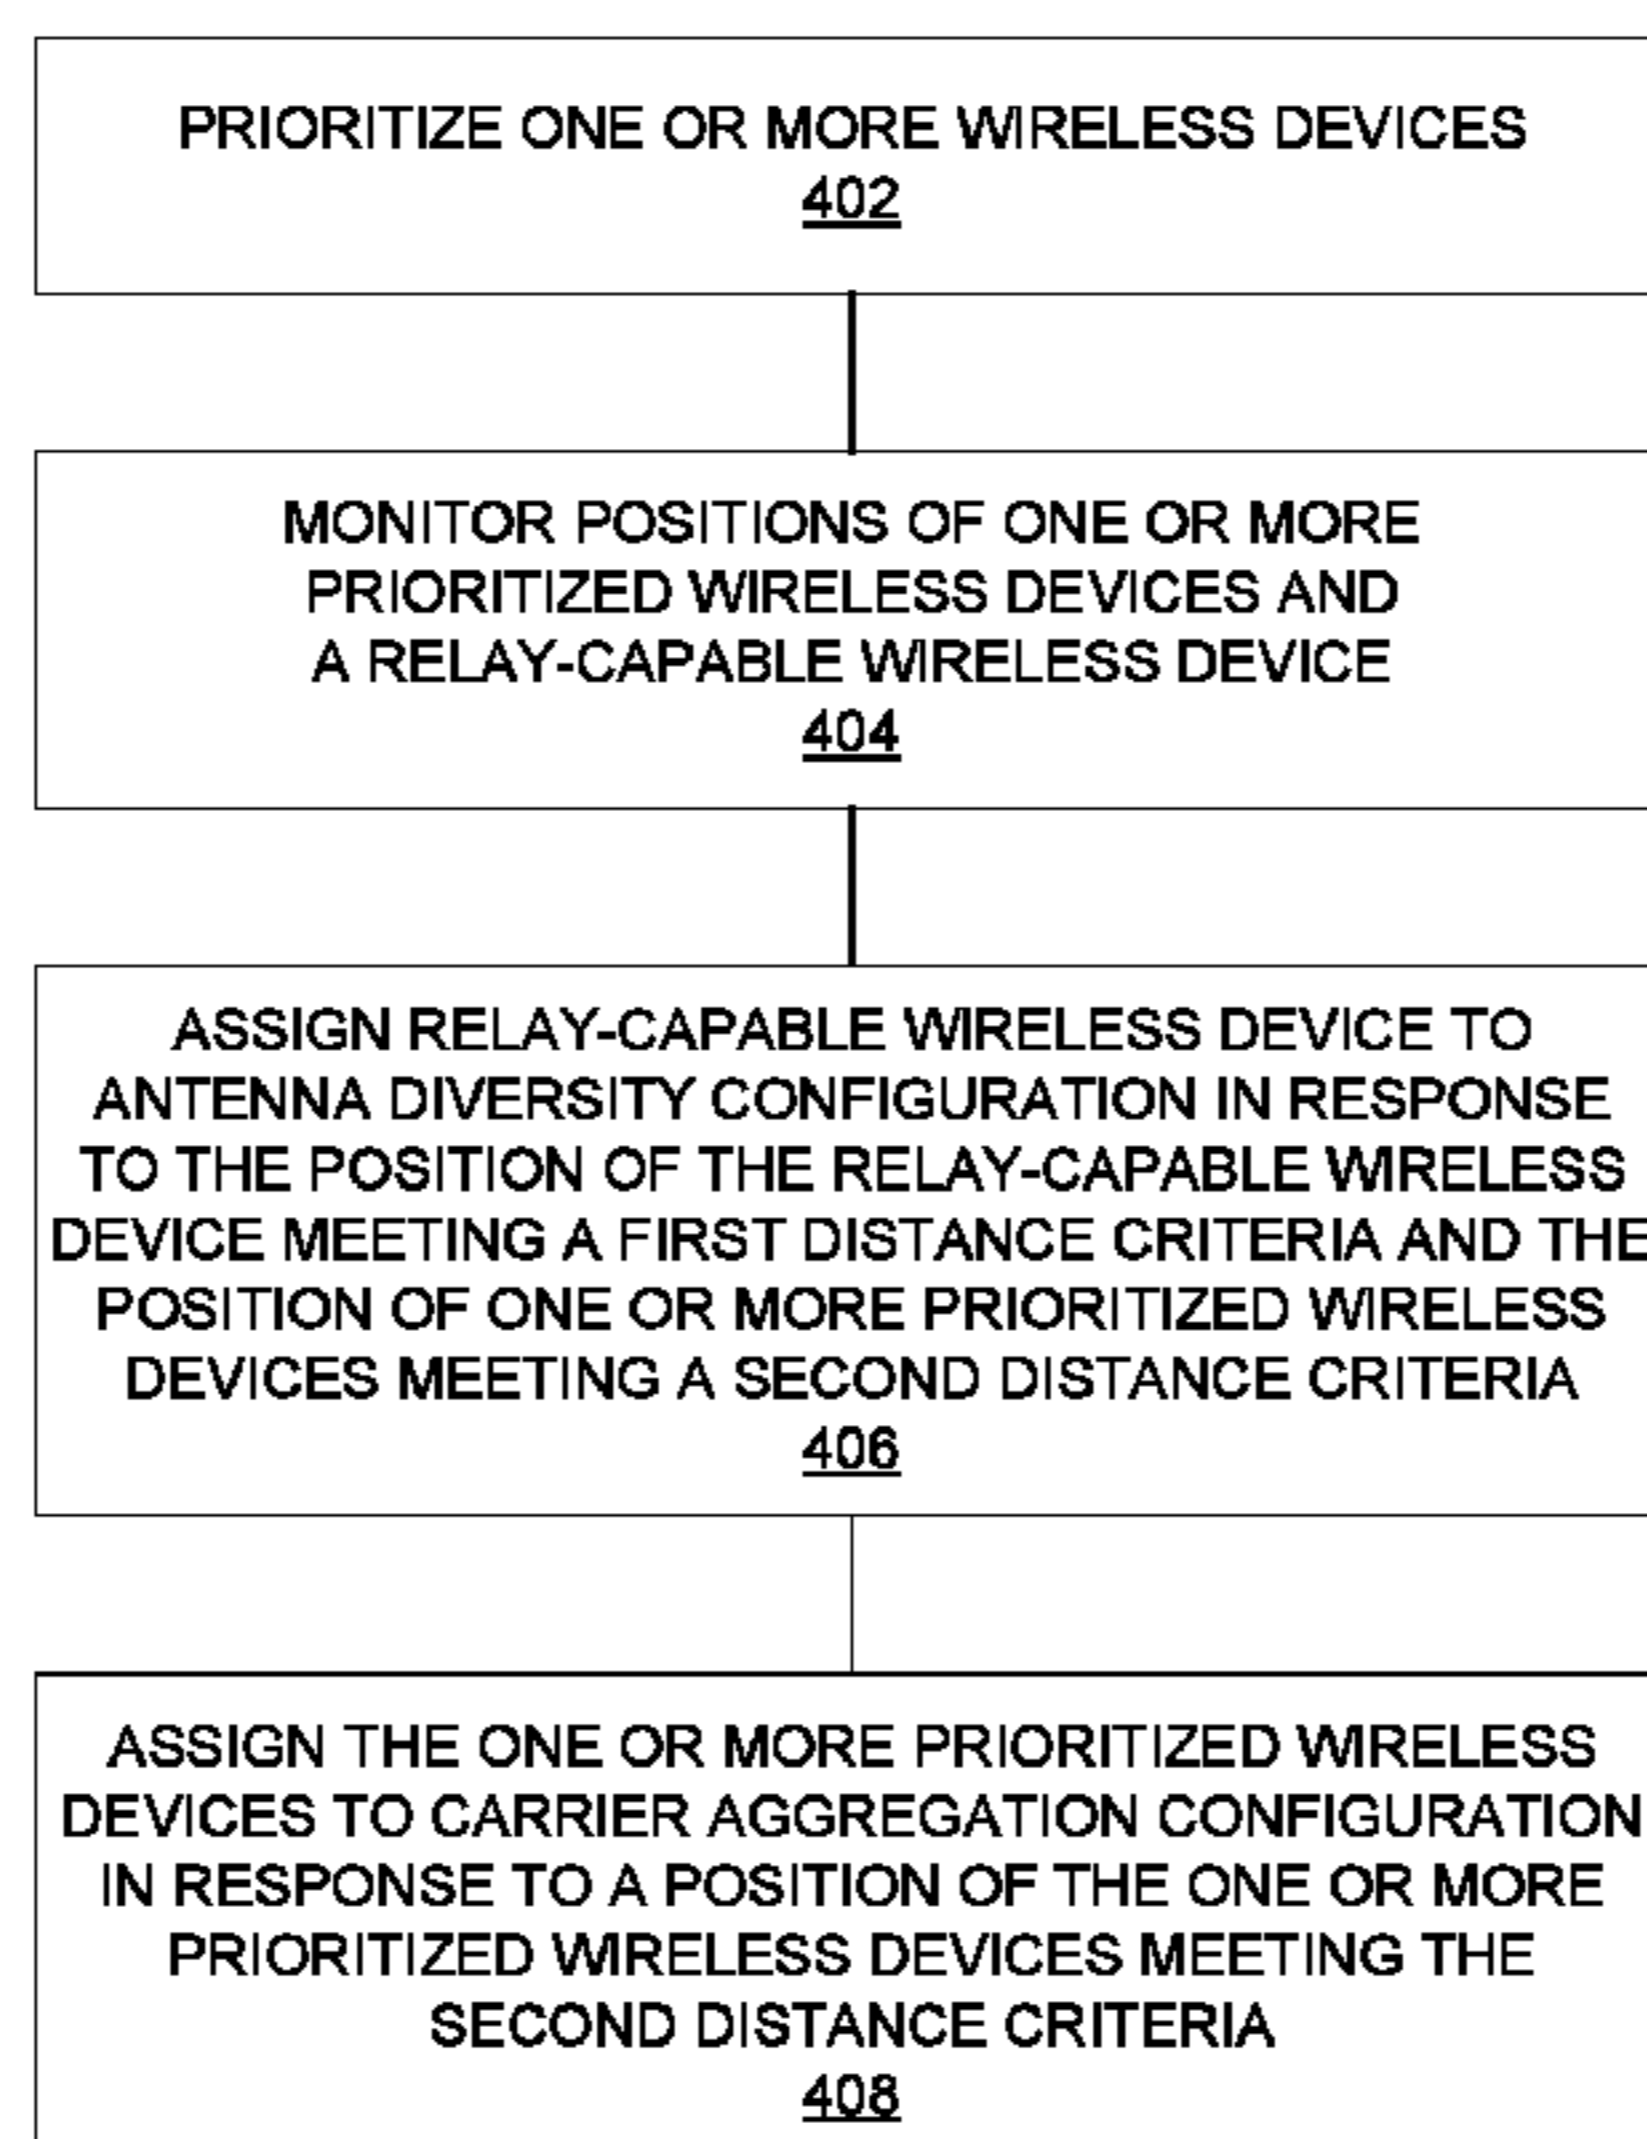 PRIORITIZE ONE OR MORE WIRELESS DEVICES
402
MONITOR POSITIONS OF ONE OR MORE
PRIORITIZED WIRELESS DEVICES AND
A RELAY-CAPABLE WIRELESS DEVICE
404
ASSIGN RELAY-CAPABLE WIRELESS DEVICE TO
ANTENNA DIVERSITY CONFIGURATION IN RESPONSE
TO THE POSITION OF THE RELAY-CAPABLE WIRELESS
DEVICE MEETING A FIRST DISTANCE CRITERIA AND THE
POSITION OF ONE OR MORE PRIORITIZED WIRELESS
DEVICES MEETING A SECOND DISTANCE CRITERIA
406
ASSIGN THE ONE OR MORE PRIORITIZED WIRELESS
DEVICES TO CARRIER AGGREGATION CONFIGURATION
IN RESPONSE TO A POSITION OF THE ONE OR MORE
PRIORITIZED WIRELESS DEVICES MEETING THE
SECOND DISTANCE CRITERIA
408